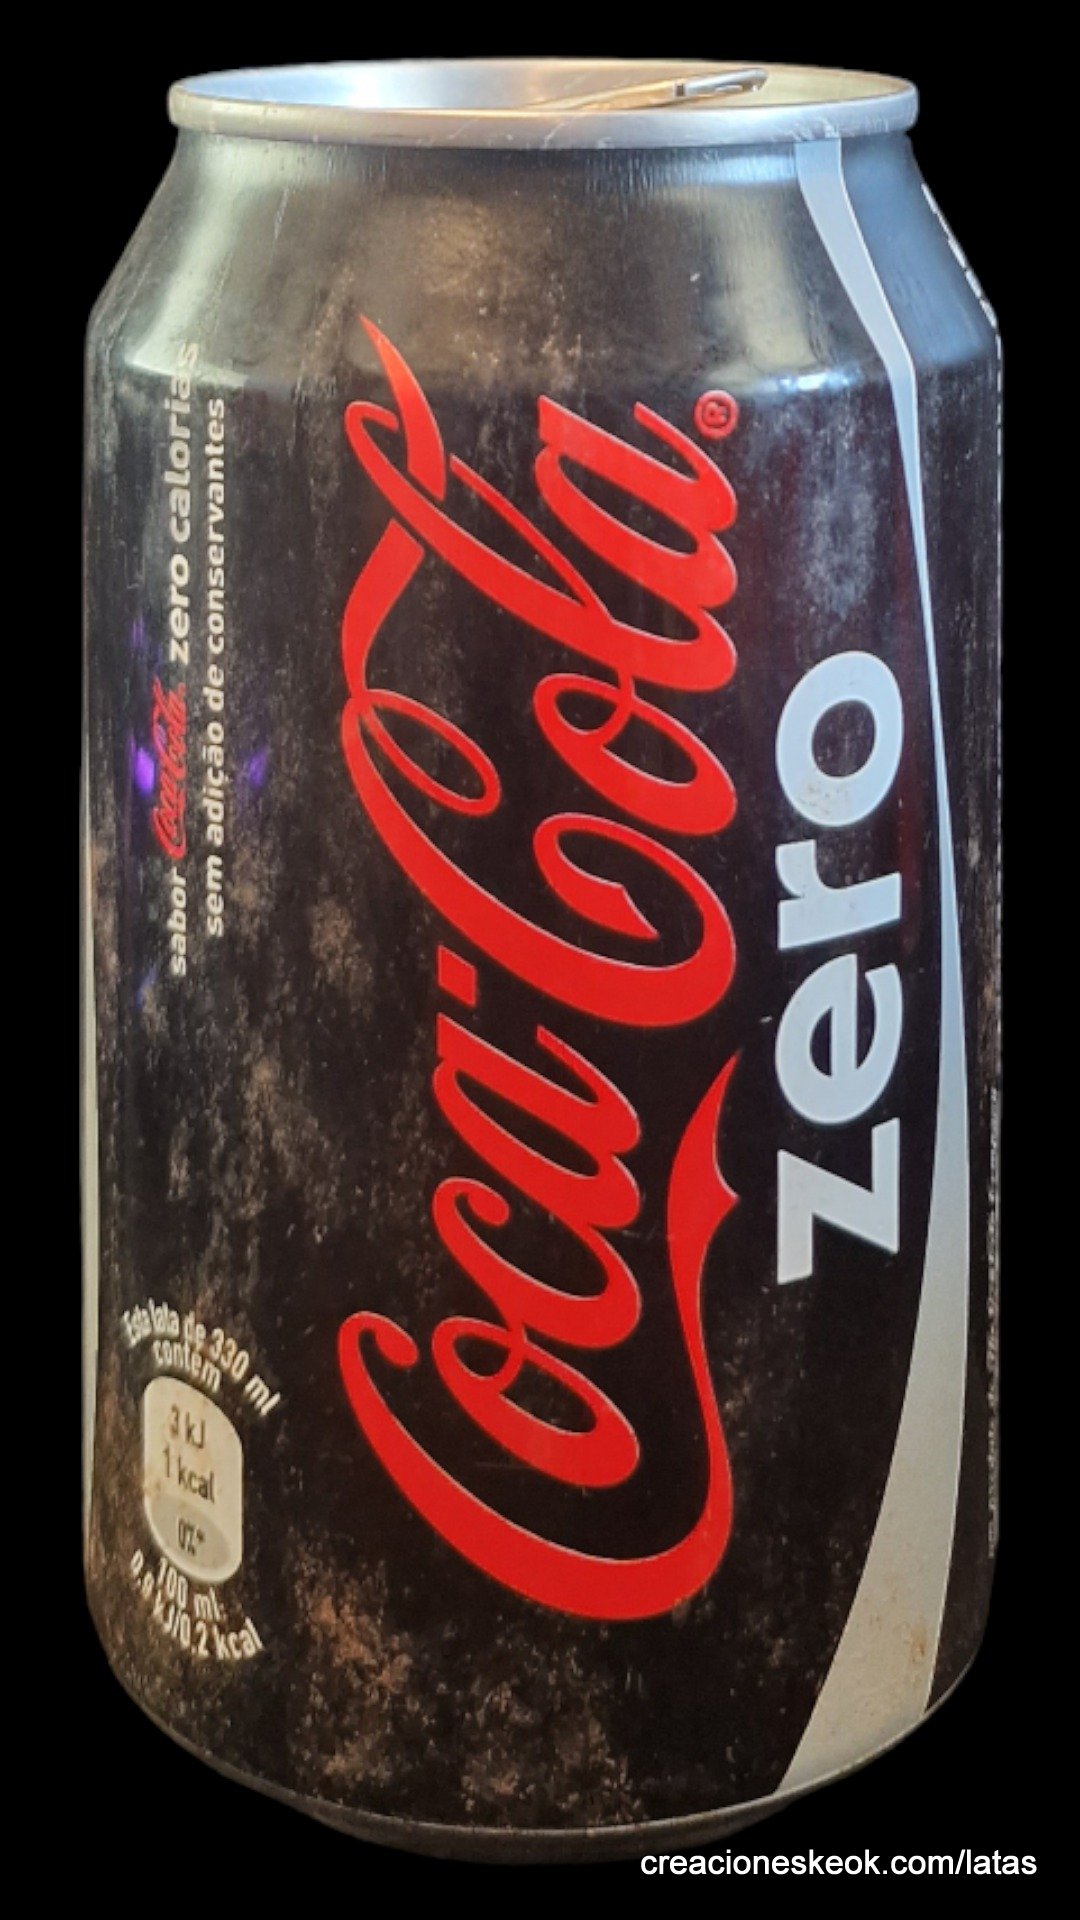 sabor Coca-Cola zero calorias
sem adição de conservantes
Coca-Cola®
zero
Esta lata de 330 ml
contém
3 kJ
1 kcal
0%*
100 ml:
0.9 kJ/0.2 kcal
creacioneskeok.com/latas